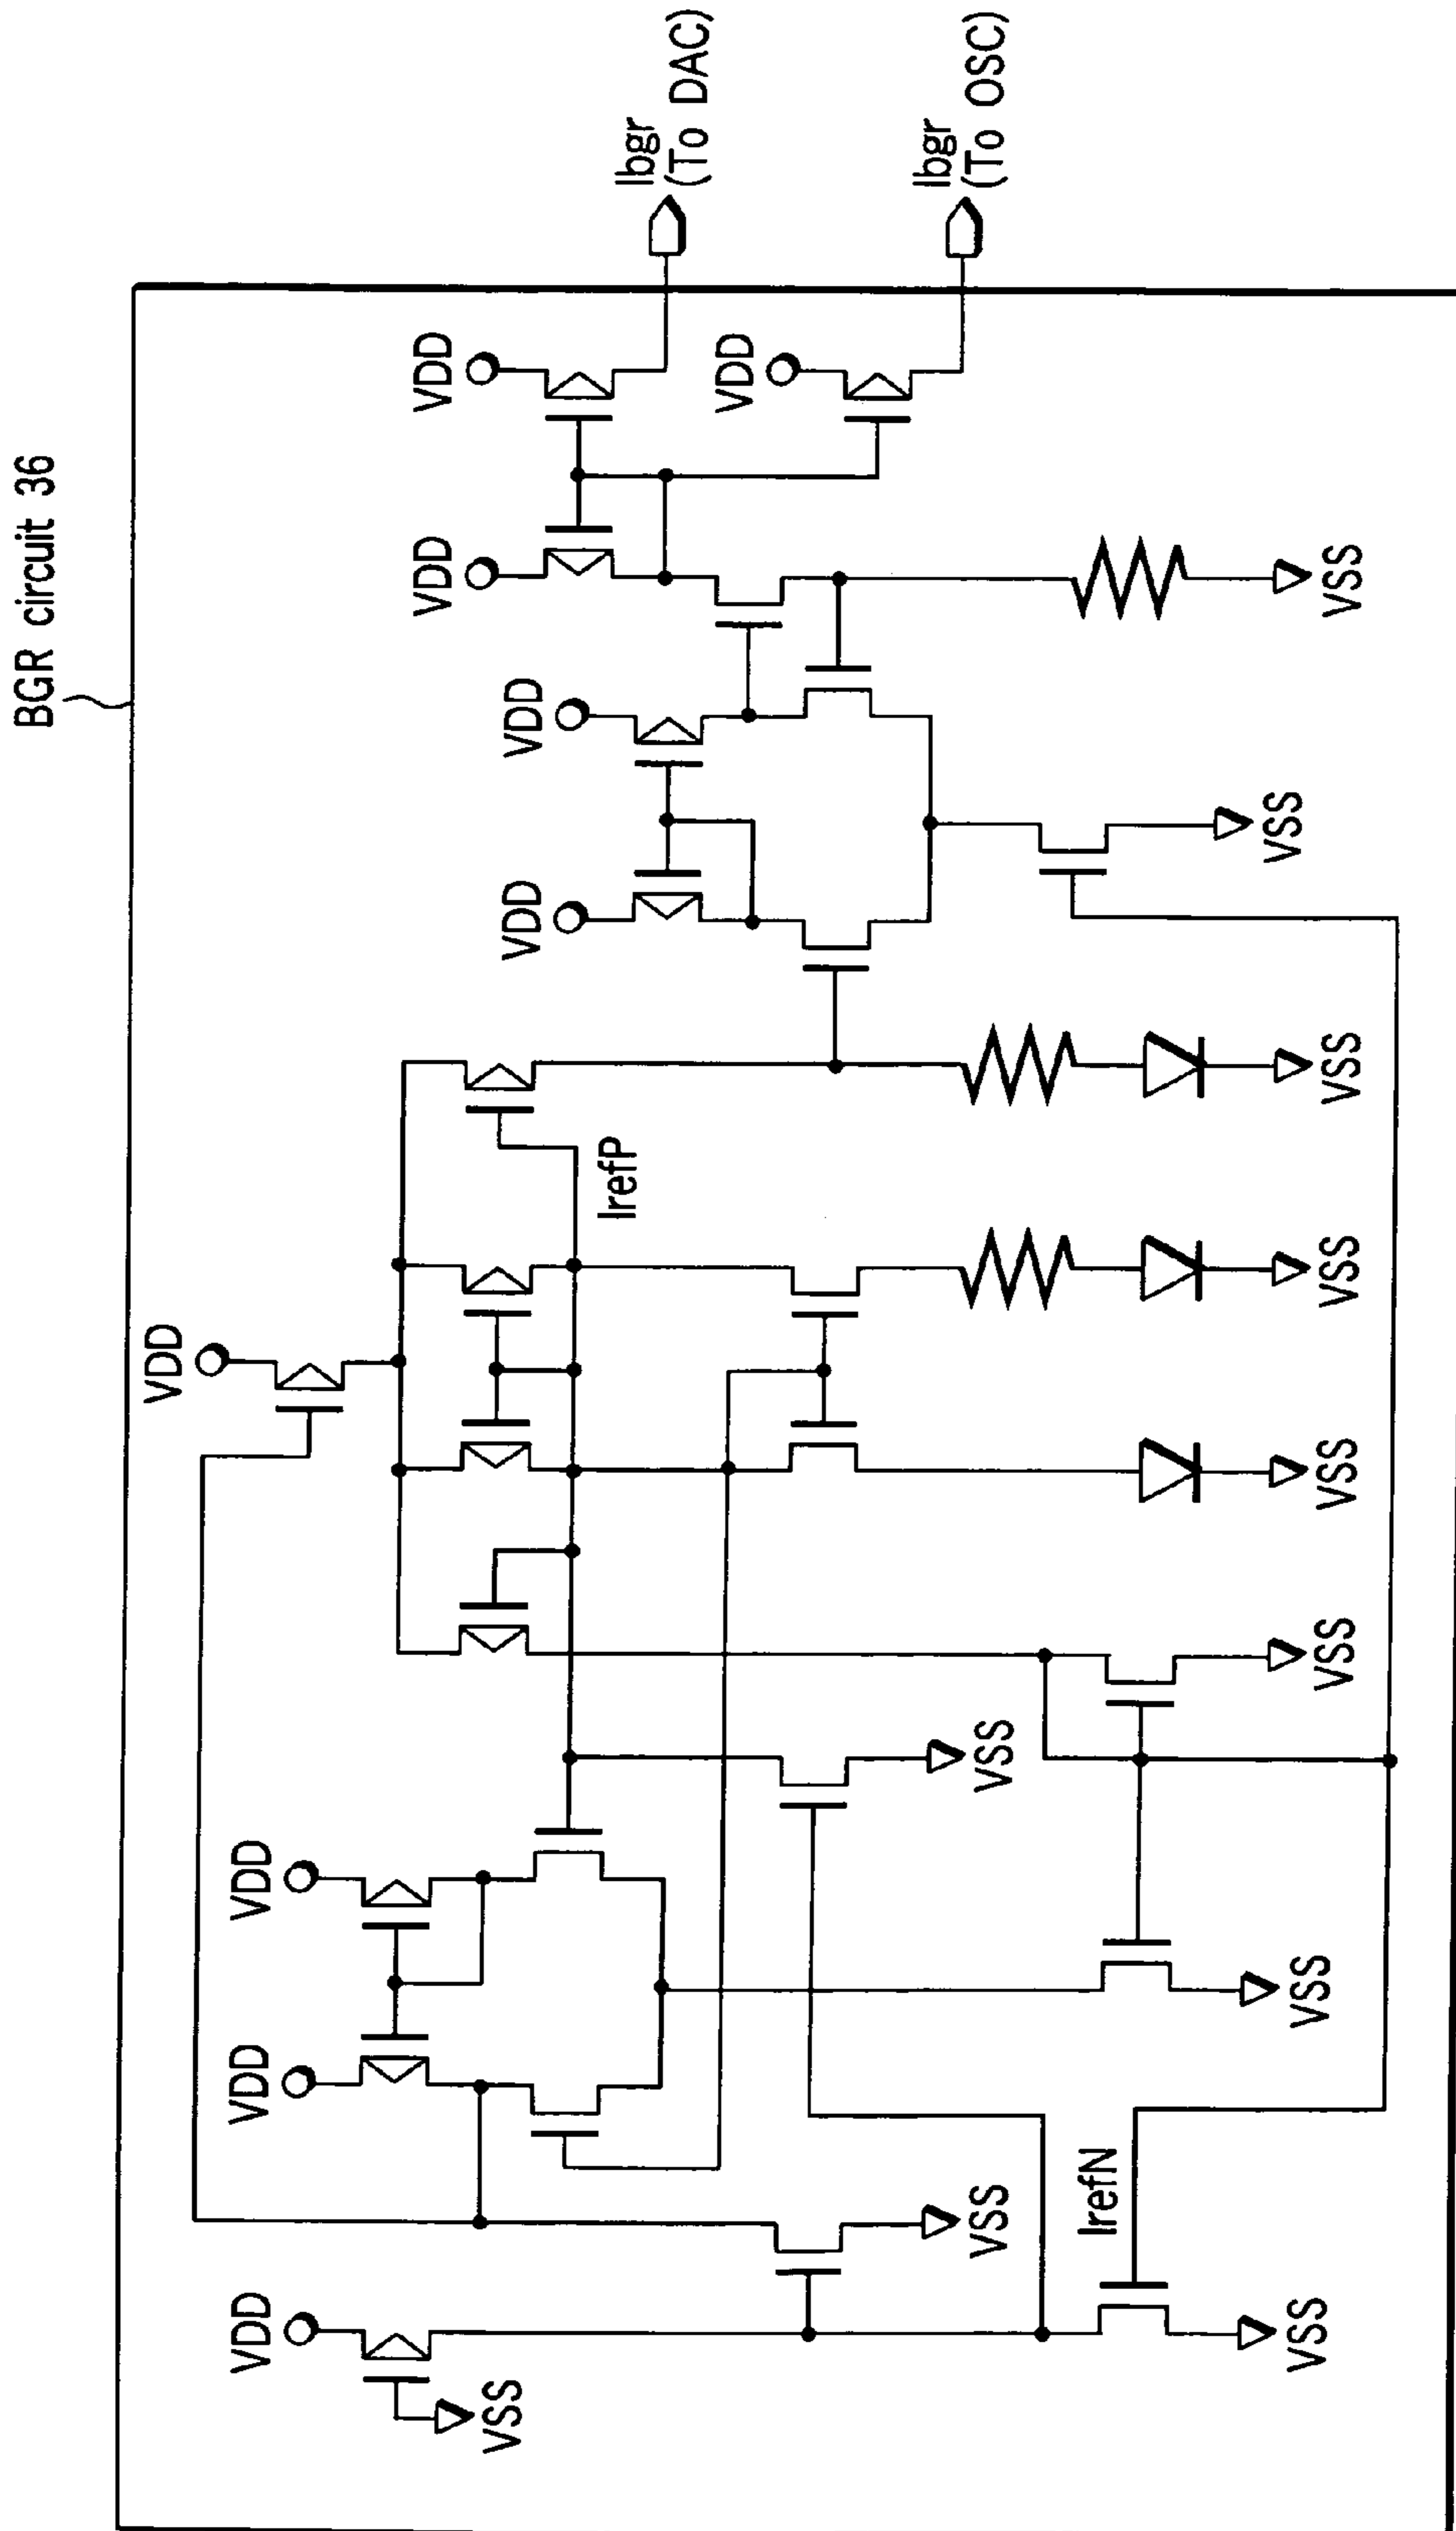 BGR circuit 36
VDD
VDD
VDD
VDD
VDD
VDD
VDD
VDD
VSS
IrefP
Ibgr
(To DAC)
VDD
Ibgr
(To OSC)
VSS
VSS
IrefN
VSS
VSS
VSS
VSS
VSS
VSS
VSS
VSS